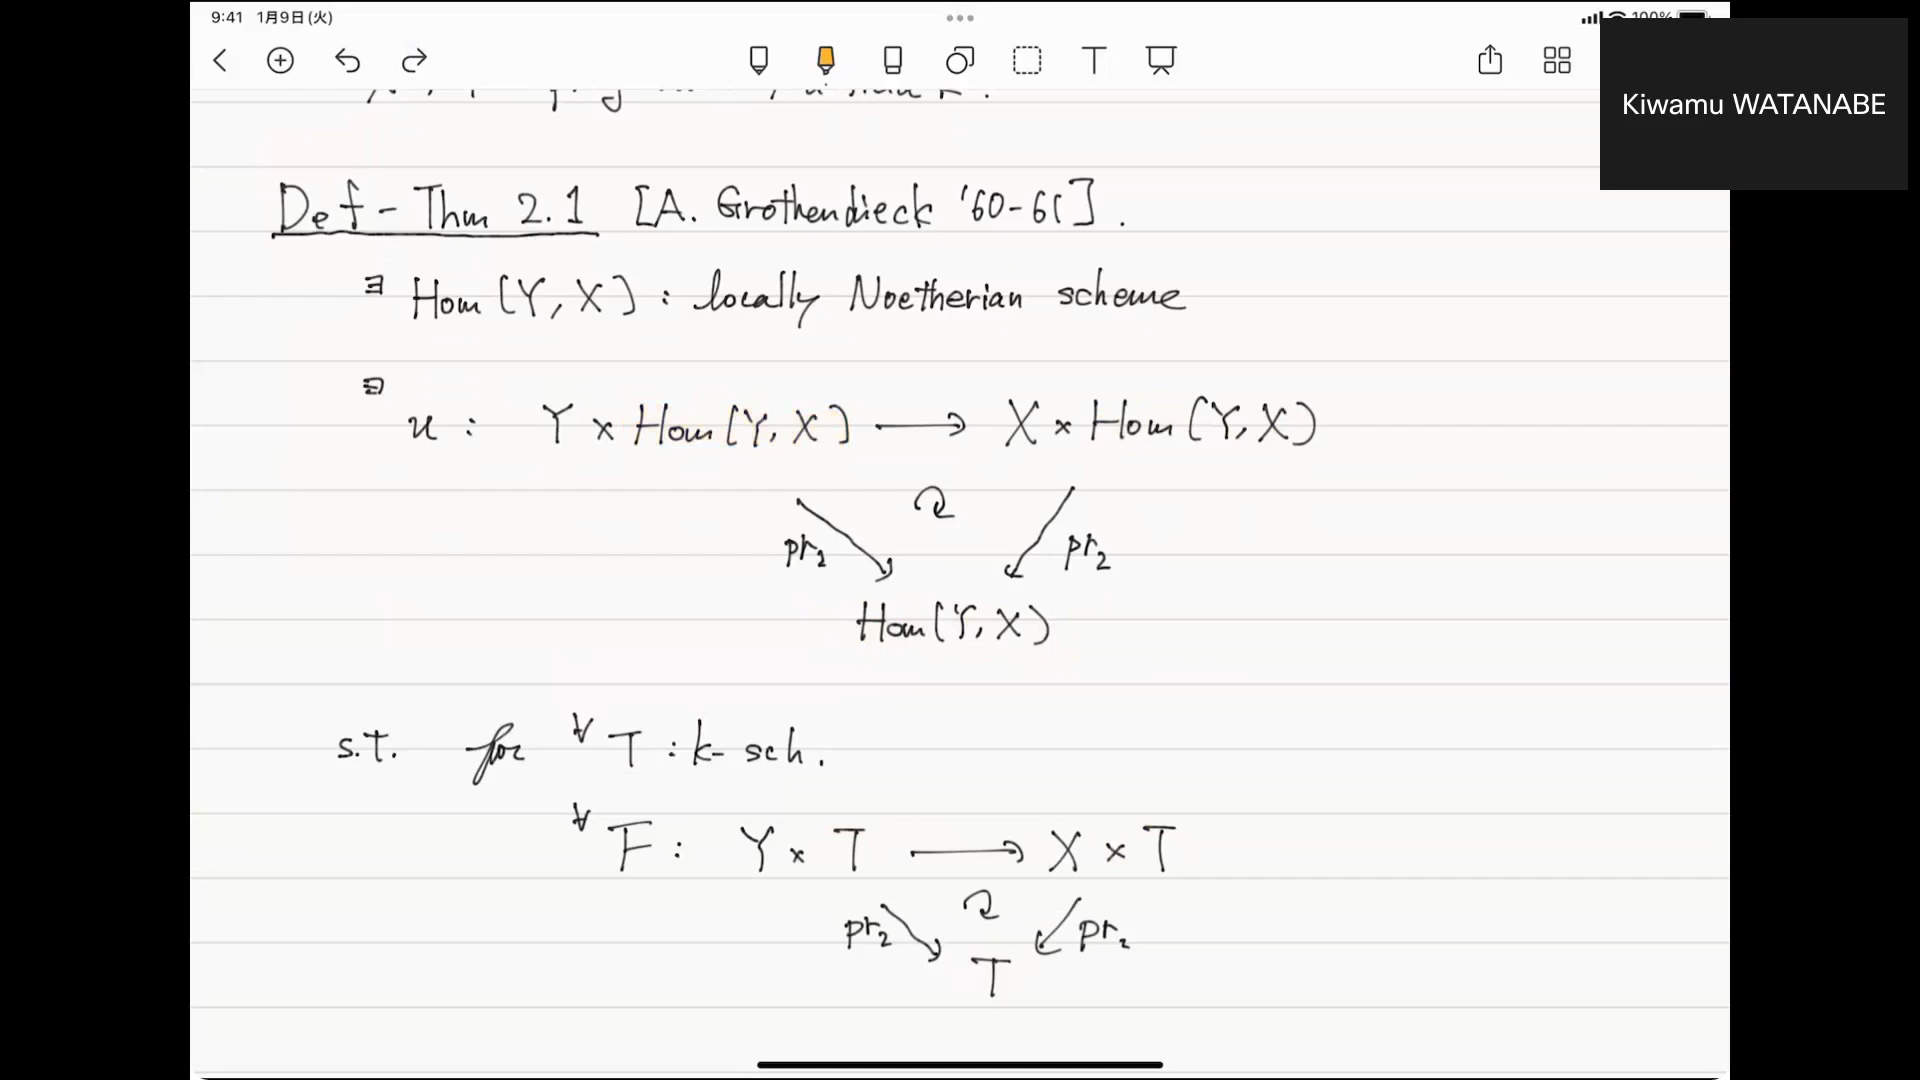 9:41 1月9日(火)
100%
Kiwamu WATANABE
Def-Thm 2.1 [A. Grothendieck '60-61].
∃ Hom(Y, X) : locally Noetherian scheme
∃ u : Y × Hom(Y, X) ⟶ X × Hom(Y, X)
pr₂ ↘ ↻ ↙ pr₂
Hom(Y, X)
s.t. for ∀ T : k-sch.
∀ F : Y × T ⟶ X × T
pr₂ ↘ ↻ ↙ pr₂
T